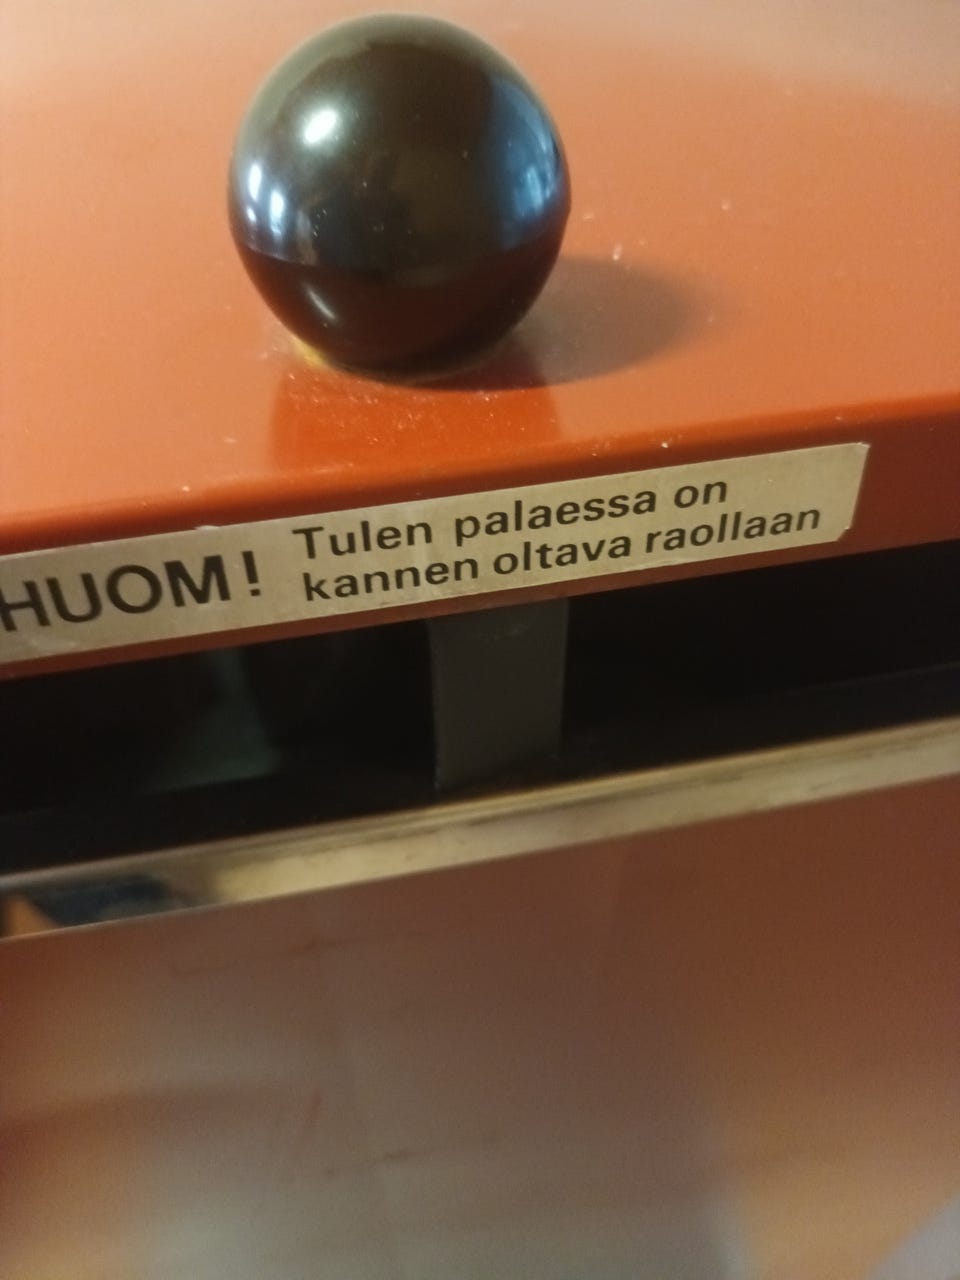 HUOM!
Tulen palaessa on
kannen oltava raollaan